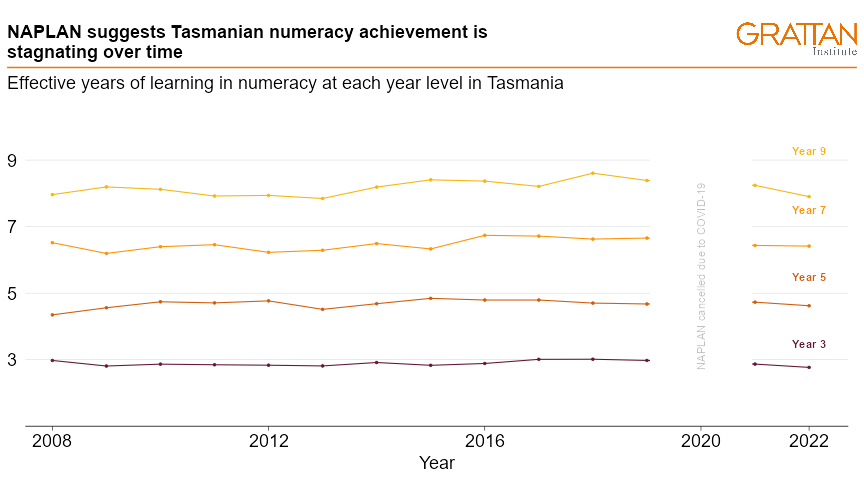 NAPLAN suggests Tasmanian numeracy achievement is
stagnating over time
GRATTAN
Institute
Effective years of learning in numeracy at each year level in Tasmania
9
7
5
3
Year 9
Year 7
Year 5
Year 3
NAPLAN cancelled due to COVID-19
2008
2012
2016
2020
2022
Year